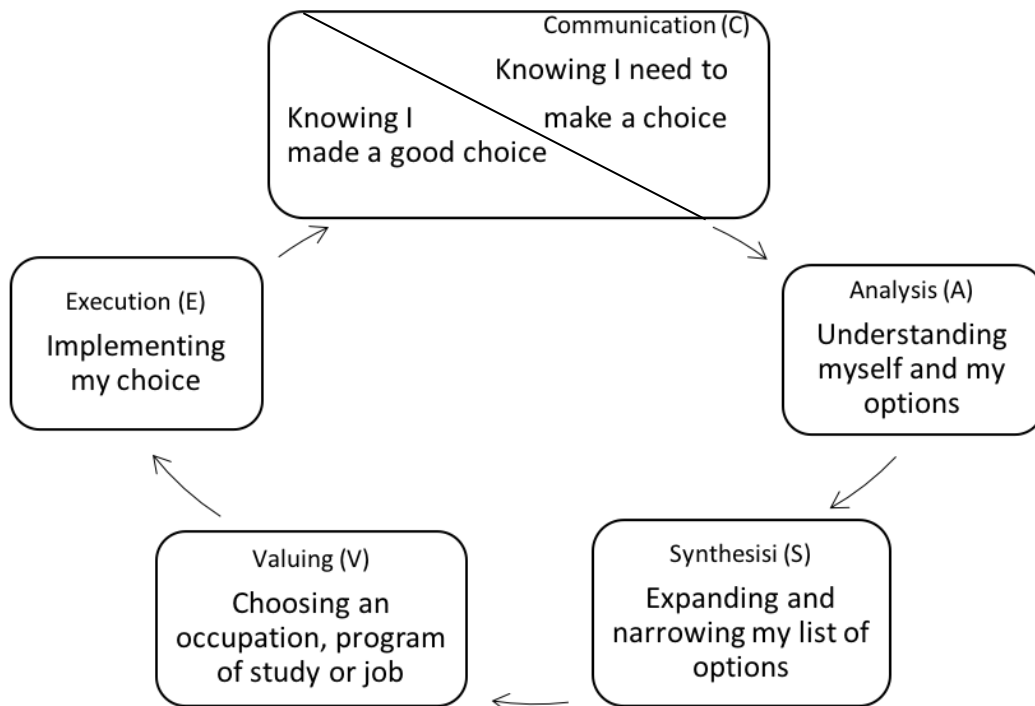 Communication (C)
Knowing I need to
make a choice
Knowing I
made a good choice
Analysis (A)
Understanding
myself and my
options
Synthesisi (S)
Expanding and
narrowing my list of
options
Valuing (V)
Choosing an
occupation, program
of study or job
Execution (E)
Implementing
my choice